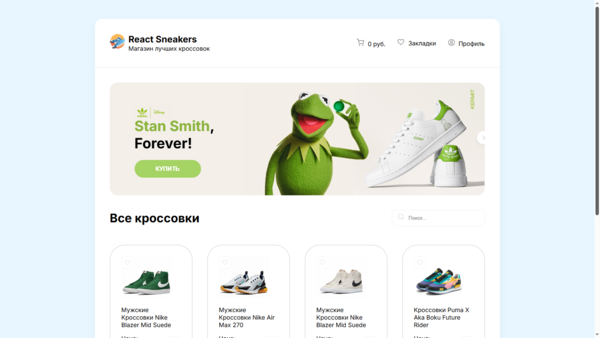 React Sneakers
Магазин лучших кроссовок
0 руб.
Закладки
Профиль
Disney
Stan Smith,
Forever!
КУПИТЬ
KERMIT
Все кроссовки
Поиск...
Мужские
Кроссовки Nike
Blazer Mid Suede
Мужские
Кроссовки Nike Air
Max 270
Мужские
Кроссовки Nike
Blazer Mid Suede
Кроссовки Puma X
Aka Boku Future
Rider